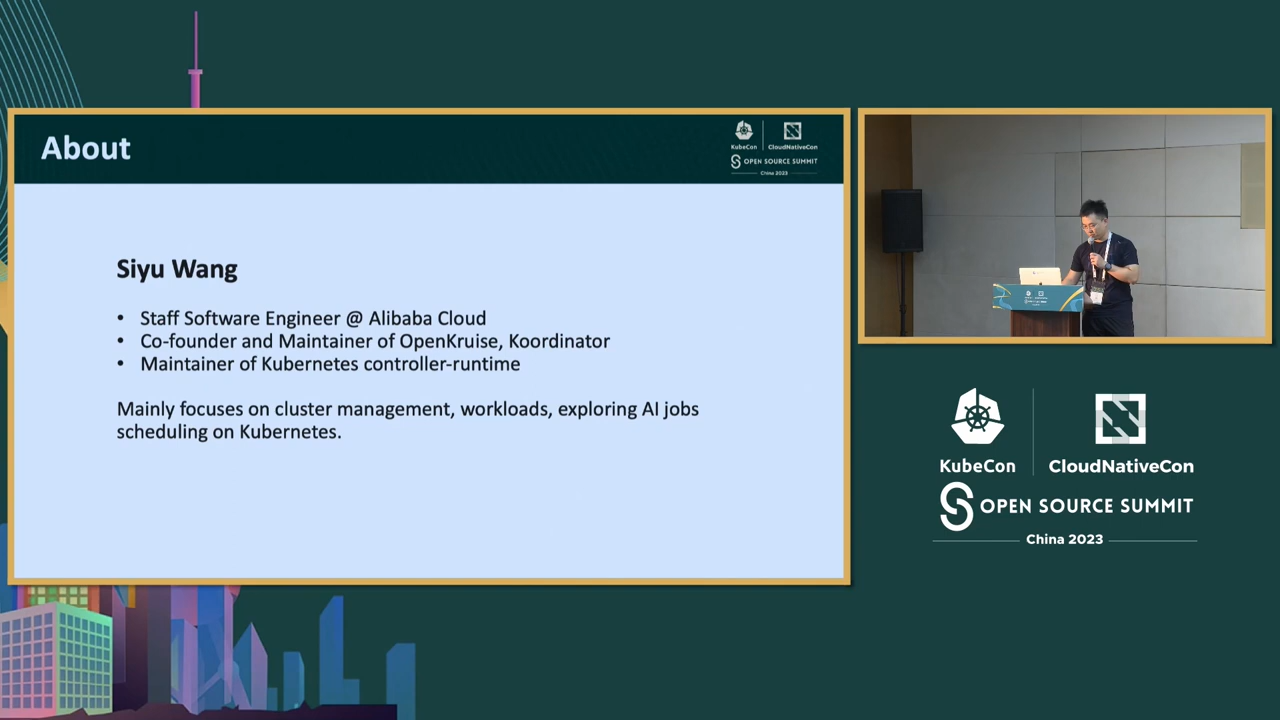 About
KubeCon
CloudNativeCon
OPEN SOURCE SUMMIT
China 2023
Siyu Wang
• Staff Software Engineer @ Alibaba Cloud
• Co-founder and Maintainer of OpenKruise, Koordinator
• Maintainer of Kubernetes controller-runtime
Mainly focuses on cluster management, workloads, exploring AI jobs
scheduling on Kubernetes.
KubeCon
CloudNativeCon
OPEN SOURCE SUMMIT
China 2023